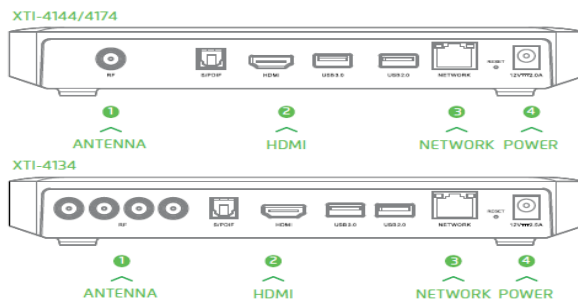 XTI-4144/4174
RF S/PDIF HDMI USB3.0 USB2.0 NETWORK RESET 12V⎓2.0A
1 2 3 4
ANTENNA HDMI NETWORK POWER
XTI-4134
RF S/PDIF HDMI USB3.0 USB2.0 NETWORK RESET 12V⎓2.0A
1 2 3 4
ANTENNA HDMI NETWORK POWER